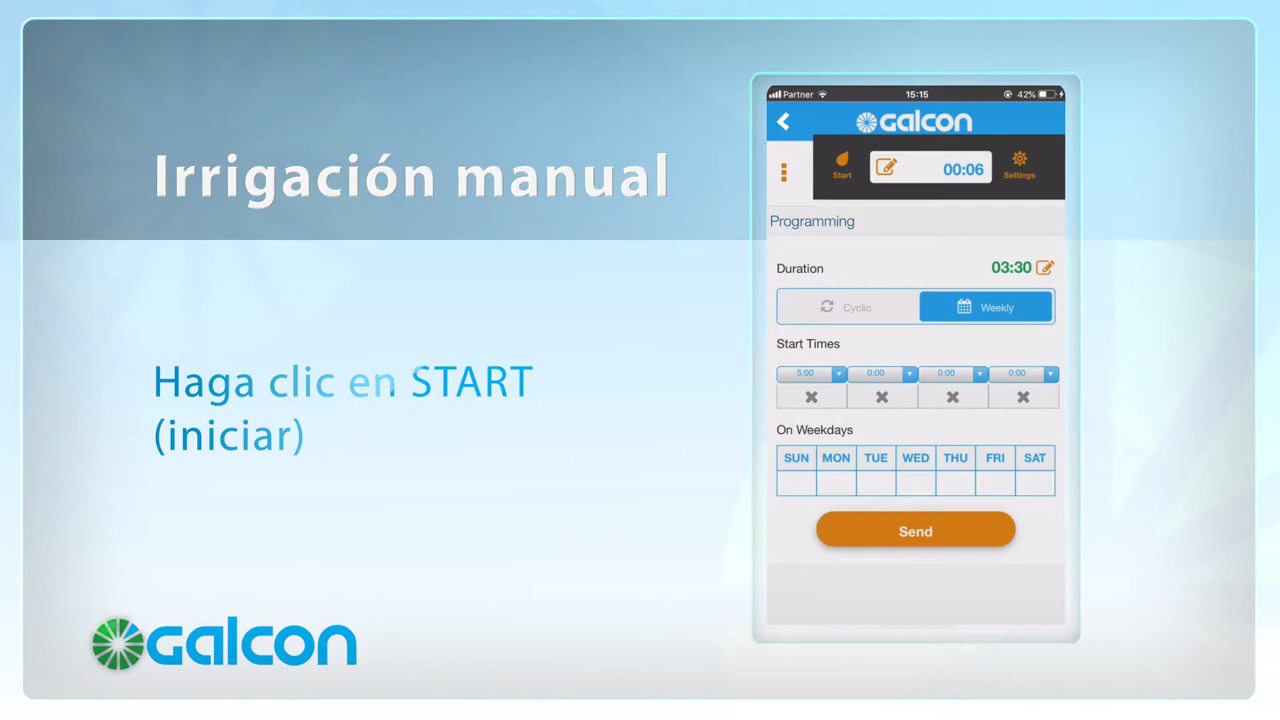 Irrigación manual
Haga clic en START
(iniciar)
GALCON
Partner 15:15 42%
GALCON
Start 00:06 Settings
Programming
Duration 03:30
Cyclic Weekly
Start Times
5:00 0:00 0:00 0:00
On Weekdays
SUN MON TUE WED THU FRI SAT
Send